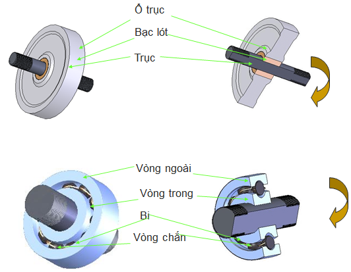 Ổ trục
Bạc lót
Trục
Vòng ngoài
Vòng trong
Bi
Vòng chắn